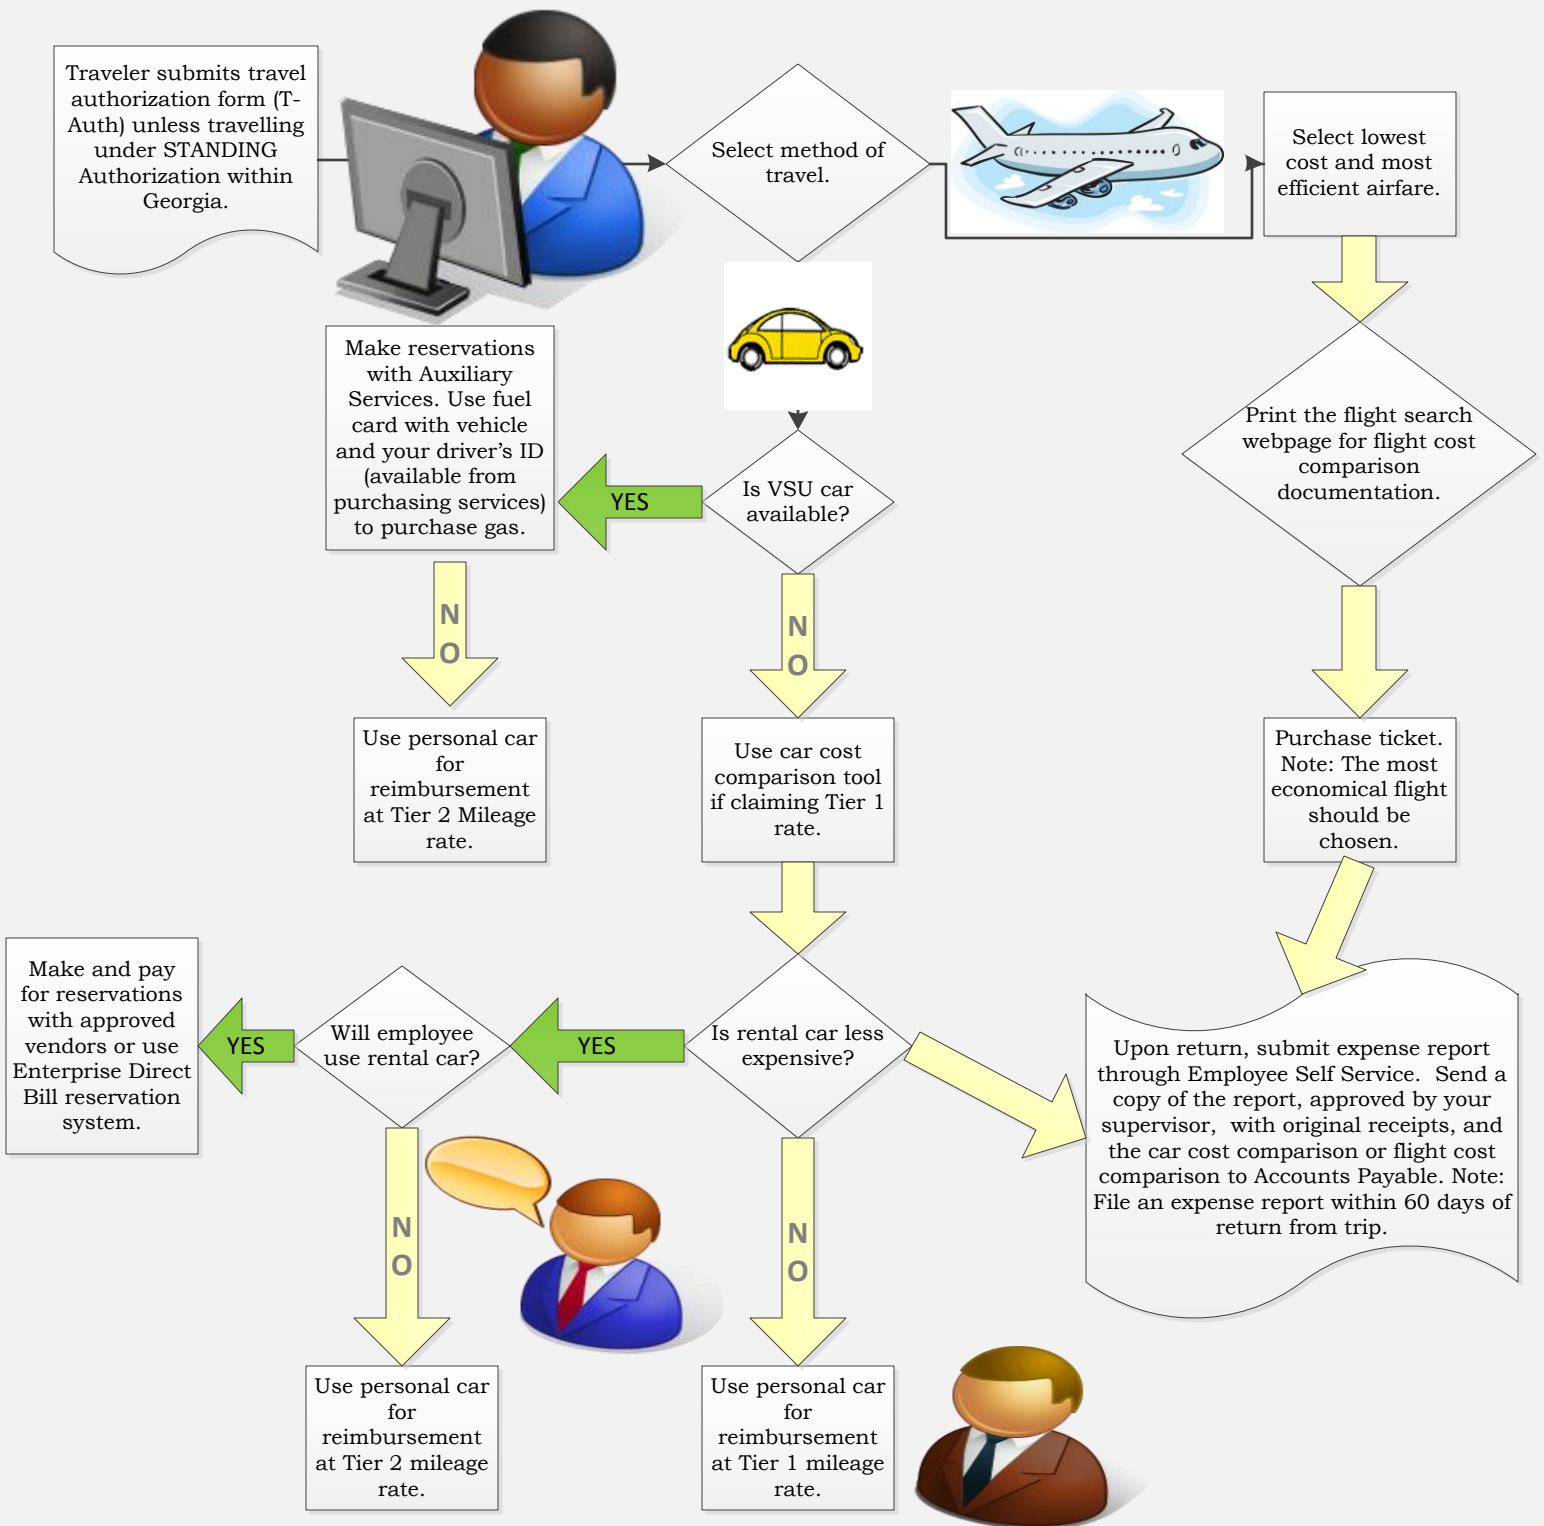 Traveler submits travel
authorization form (T-
Auth) unless travelling
under STANDING
Authorization within
Georgia.
Select method of
travel.
Select lowest
cost and most
efficient airfare.
Make reservations
with Auxiliary
Services. Use fuel
card with vehicle
and your driver's ID
(available from
purchasing services)
to purchase gas.
YES
Is VSU car
available?
Print the flight search
webpage for flight cost
comparison
documentation.
N
O
N
O
Use personal car
for
reimbursement
at Tier 2 Mileage
rate.
Use car cost
comparison tool
if claiming Tier 1
rate.
Purchase ticket.
Note: The most
economical flight
should be
chosen.
Make and pay
for reservations
with approved
vendors or use
Enterprise Direct
Bill reservation
system.
YES
Will employee
use rental car?
YES
Is rental car less
expensive?
Upon return, submit expense report
through Employee Self Service.  Send a
copy of the report, approved by your
supervisor,  with original receipts, and
the car cost comparison or flight cost
comparison to Accounts Payable. Note:
File an expense report within 60 days of
return from trip.
N
O
N
O
Use personal car
for
reimbursement
at Tier 2 mileage
rate.
Use personal car
for
reimbursement
at Tier 1 mileage
rate.